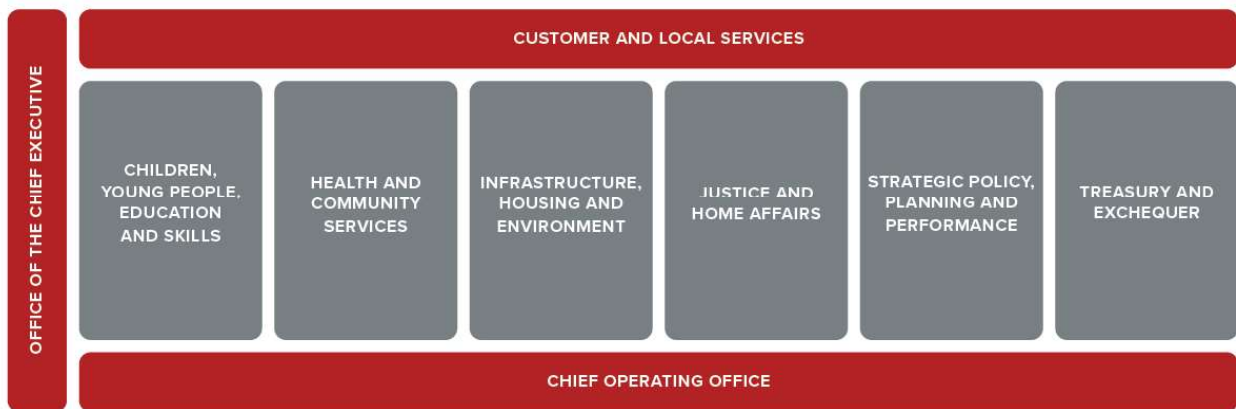 OFFICE OF THE CHIEF EXECUTIVE
CUSTOMER AND LOCAL SERVICES
CHILDREN,
YOUNG PEOPLE,
EDUCATION
AND SKILLS
HEALTH AND
COMMUNITY
SERVICES
INFRASTRUCTURE,
HOUSING AND
ENVIRONMENT
JUSTICE AND
HOME AFFAIRS
STRATEGIC POLICY,
PLANNING AND
PERFORMANCE
TREASURY AND
EXCHEQUER
CHIEF OPERATING OFFICE